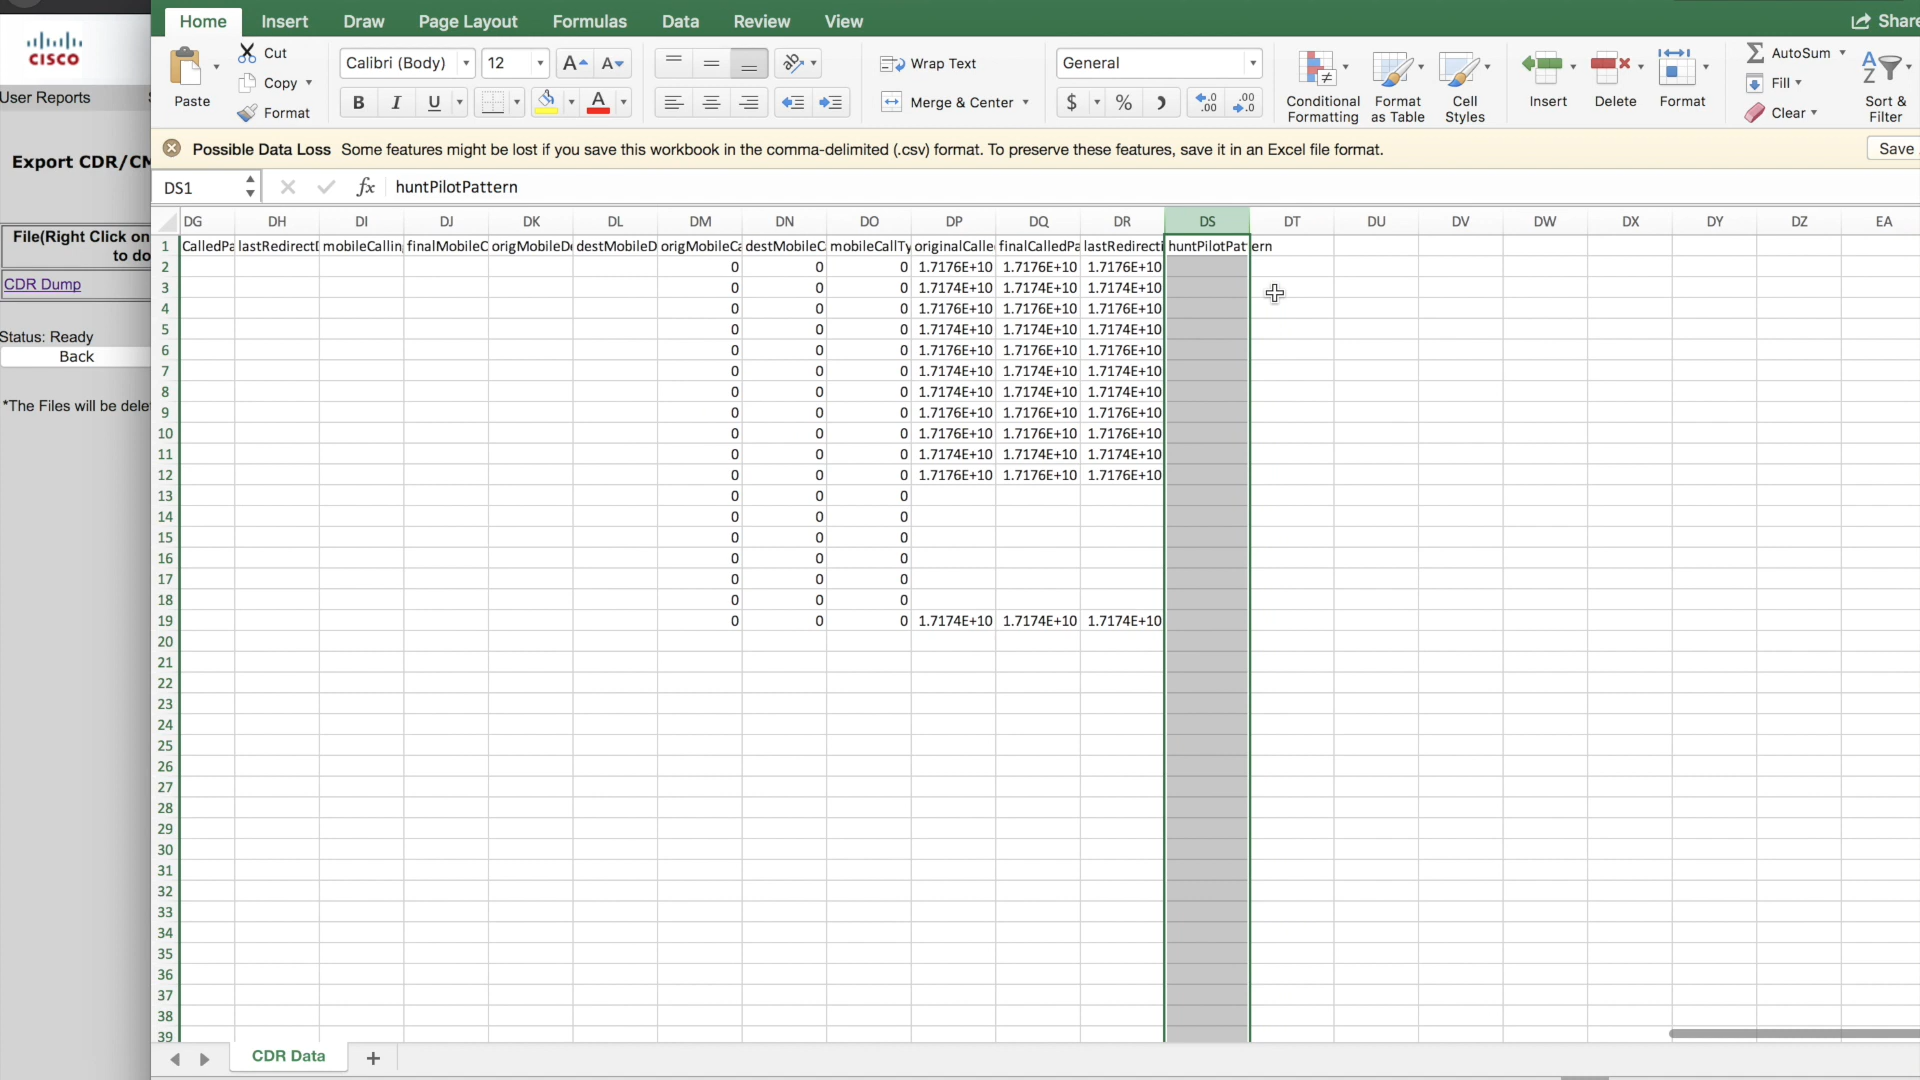 Home Insert Draw Page Layout Formulas Data Review View Share
CISCO
User Reports
Export CDR/CM
File(Right Click on
to do
CDR Dump
Status: Ready
Back
*The Files will be dele
Paste
Cut
Copy
Format
Calibri (Body) 12
B I U
Wrap Text
Merge & Center
General
$ % )
Conditional Formatting
Format as Table
Cell Styles
Insert
Delete
Format
AutoSum
Fill
Clear
Sort & Filter
Possible Data Loss Some features might be lost if you save this workbook in the comma-delimited (.csv) format. To preserve these features, save it in an Excel file format. Save
DS1 fx huntPilotPattern
DG DH DI DJ DK DL DM DN DO DP DQ DR DS DT DU DV DW DX DY DZ EA
1 CalledPa lastRedirectD mobileCalling finalMobileC origMobileDe destMobileD origMobileCa destMobileC mobileCallTy originalCalle finalCalledPa lastRedirecti huntPilotPattern
2 0 0 0 1.7176E+10 1.7176E+10 1.7176E+10
3 0 0 0 1.7174E+10 1.7174E+10 1.7174E+10
4 0 0 0 1.7176E+10 1.7176E+10 1.7176E+10
5 0 0 0 1.7174E+10 1.7174E+10 1.7174E+10
6 0 0 0 1.7176E+10 1.7176E+10 1.7176E+10
7 0 0 0 1.7174E+10 1.7174E+10 1.7174E+10
8 0 0 0 1.7174E+10 1.7174E+10 1.7174E+10
9 0 0 0 1.7176E+10 1.7176E+10 1.7176E+10
10 0 0 0 1.7176E+10 1.7176E+10 1.7176E+10
11 0 0 0 1.7174E+10 1.7174E+10 1.7174E+10
12 0 0 0 1.7176E+10 1.7176E+10 1.7176E+10
13 0 0 0
14 0 0 0
15 0 0 0
16 0 0 0
17 0 0 0
18 0 0 0
19 0 0 0 1.7174E+10 1.7174E+10 1.7174E+10
20
21
22
23
24
25
26
27
28
29
30
31
32
33
34
35
36
37
38
39
CDR Data +